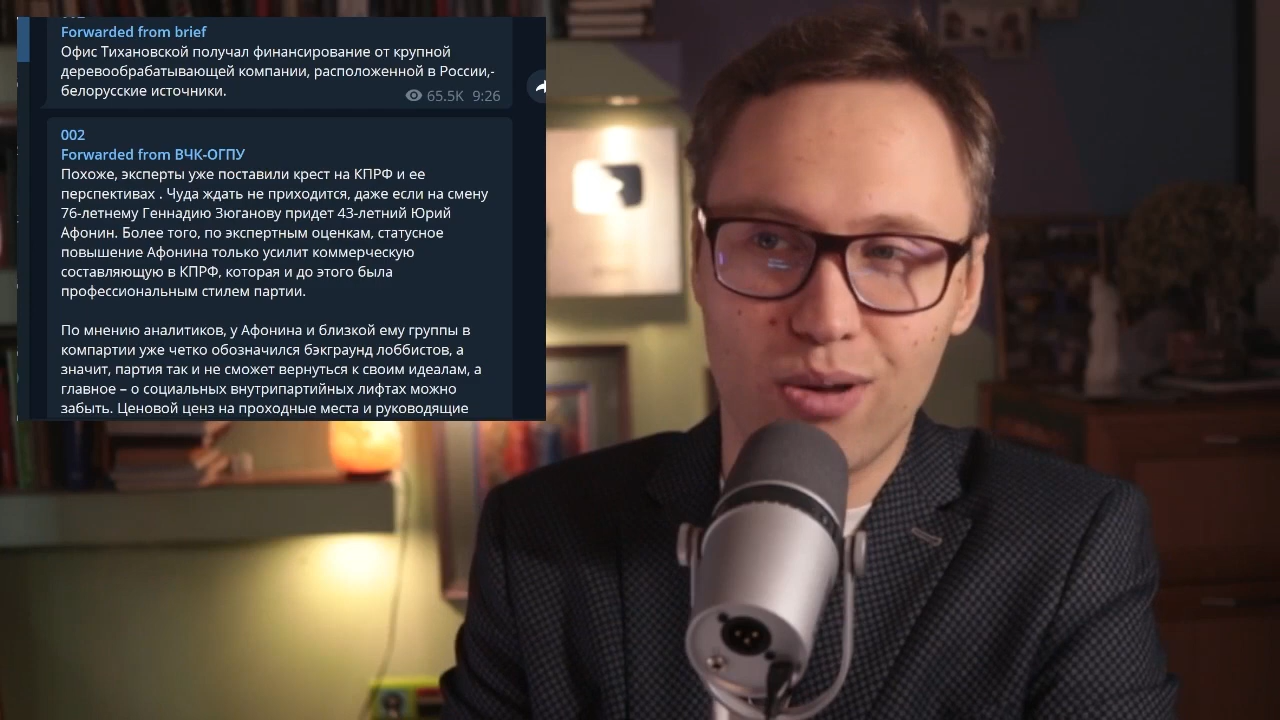 Forwarded from brief
Офис Тихановской получал финансирование от крупной
деревообрабатывающей компании, расположенной в России,-
белорусские источники.
65.5K 9:26
002
Forwarded from ВЧК-ОГПУ
Похоже, эксперты уже поставили крест на КПРФ и ее
перспективах . Чуда ждать не приходится, даже если на смену
76-летнему Геннадию Зюганову придет 43-летний Юрий
Афонин. Более того, по экспертным оценкам, статусное
повышение Афонина только усилит коммерческую
составляющую в КПРФ, которая и до этого была
профессиональным стилем партии.
По мнению аналитиков, у Афонина и близкой ему группы в
компартии уже четко обозначился бэкграунд лоббистов, а
значит, партия так и не сможет вернуться к своим идеалам, а
главное – о социальных внутрипартийных лифтах можно
забыть. Ценовой ценз на проходные места и руководящие